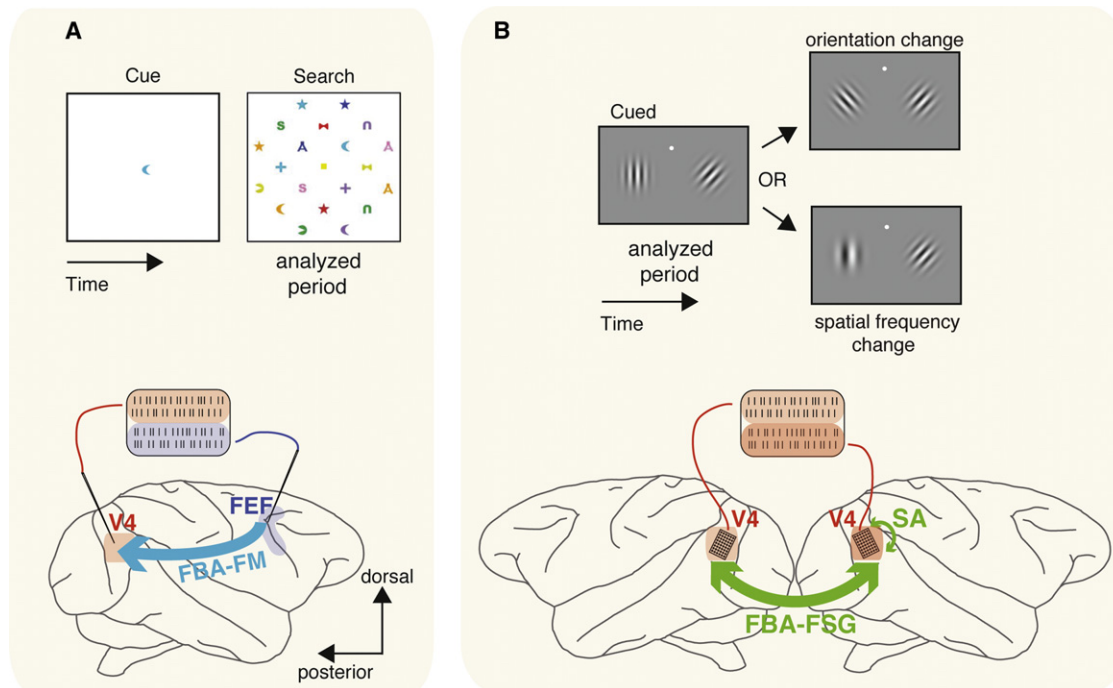 A
Cue
Search
Time
analyzed
period
V4
FEF
FBA-FM
dorsal
posterior
B
orientation change
Cued
OR
analyzed
period
Time
spatial frequency
change
V4
V4
SA
FBA-FSG